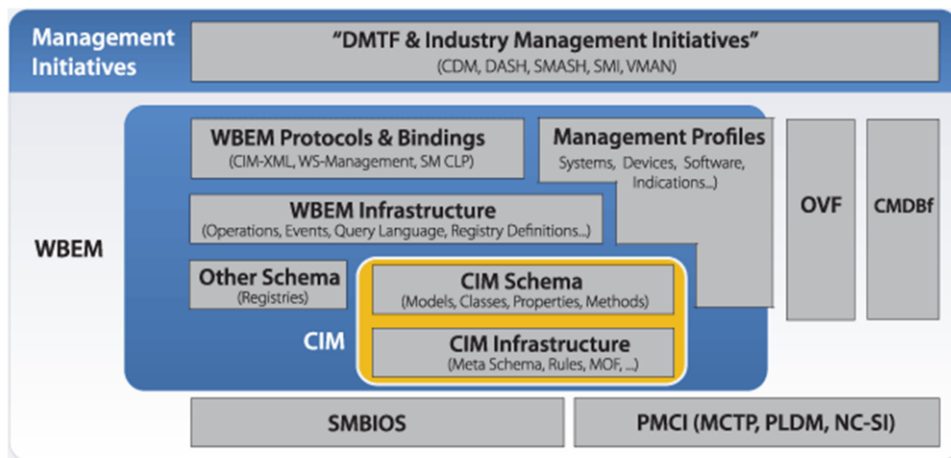 Management
Initiatives
“DMTF & Industry Management Initiatives”
(CDM, DASH, SMASH, SMI, VMAN)
WBEM
WBEM Protocols & Bindings
(CIM-XML, WS-Management, SM CLP)
Management Profiles
Systems, Devices, Software,
Indications...)
WBEM Infrastructure
(Operations, Events, Query Language, Registry Definitions...)
Other Schema
(Registries)
CIM
CIM Schema
(Models, Classes, Properties, Methods)
CIM Infrastructure
(Meta Schema, Rules, MOF, ...)
OVF
CMDBf
SMBIOS
PMCI (MCTP, PLDM, NC-SI)